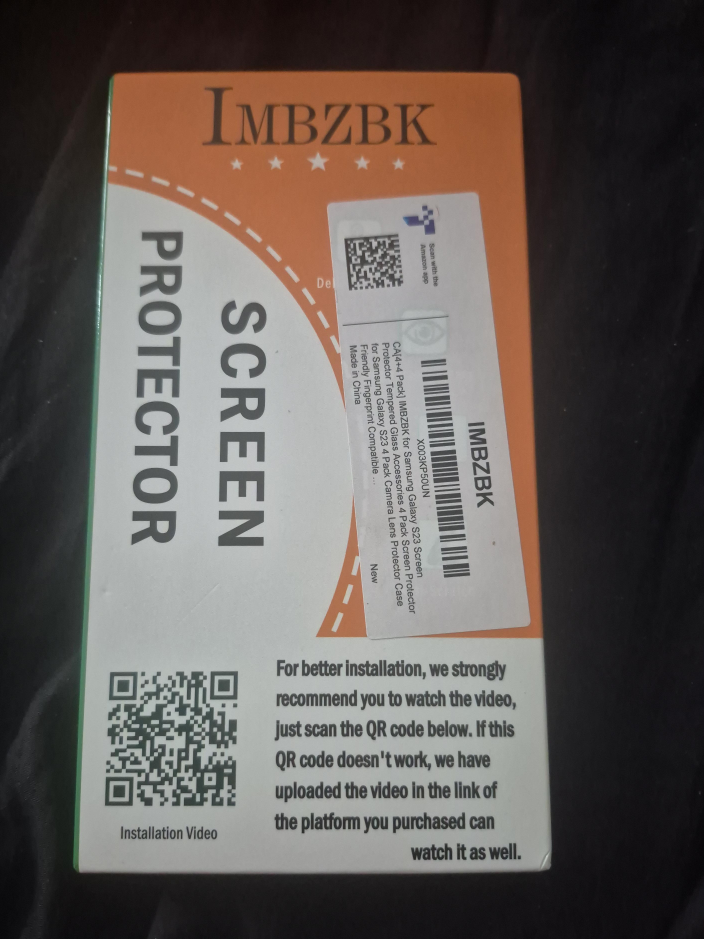 IMBZBK
SCREEN
PROTECTOR
Scan with the
Amazon app
IMBZBK
X003KP50UN
CA[4+4 Pack] IMBZBK for Samsung Galaxy S23 Screen
Protector Tempered Glass Accessories 4 Pack Screen Protector
for Samsung Galaxy S23 4 Pack Camera Lens Protector Case
Friendly Fingerprint Compatible ...
New
Made in China
For better installation, we strongly
recommend you to watch the video,
just scan the QR code below. If this
QR code doesn't work, we have
uploaded the video in the link of
the platform you purchased can
watch it as well.
Installation Video